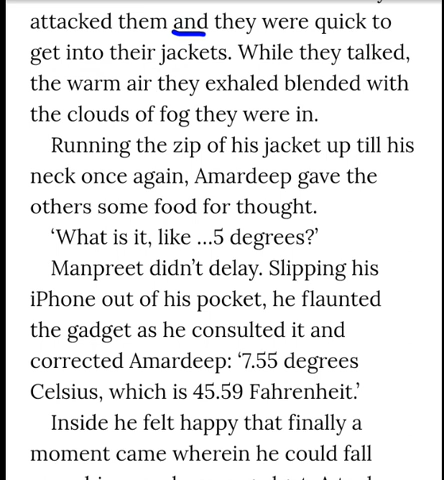 attacked them and they were quick to
get into their jackets. While they talked,
the warm air they exhaled blended with
the clouds of fog they were in.
Running the zip of his jacket up till his
neck once again, Amardeep gave the
others some food for thought.
‘What is it, like ...5 degrees?’
Manpreet didn’t delay. Slipping his
iPhone out of his pocket, he flaunted
the gadget as he consulted it and
corrected Amardeep: ‘7.55 degrees
Celsius, which is 45.59 Fahrenheit.’
Inside he felt happy that finally a
moment came wherein he could fall